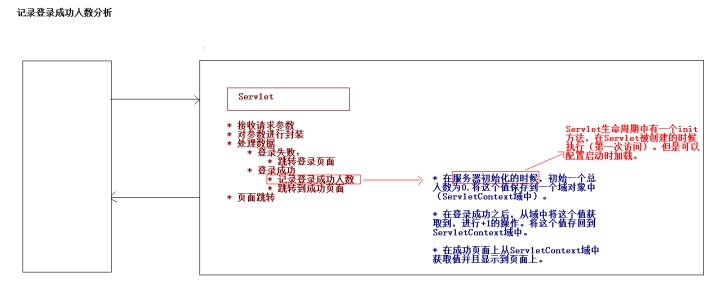 记录登录成功人数分析
Servlet
* 接收请求参数
* 对参数进行封装
* 处理数据
* 登录失败：
* 跳转登录页面
* 登录成功
* 记录登录成功人数
* 跳转到成功页面
* 页面跳转
Servlet生命周期中有一个init
方法，在Servlet被创建的时候
执行（第一次访问）。但是可以
配置启动时加载。
* 在服务器初始化的时候，初始一个总
人数为0.将这个值保存到一个域对象中
（ServletContext域中）。
* 在登录成功之后，从域中将这个值获
取到，进行+1的操作。将这个值存回到
ServletContext域中。
* 在成功页面上从ServletContext域中
获取值并且显示到页面上。